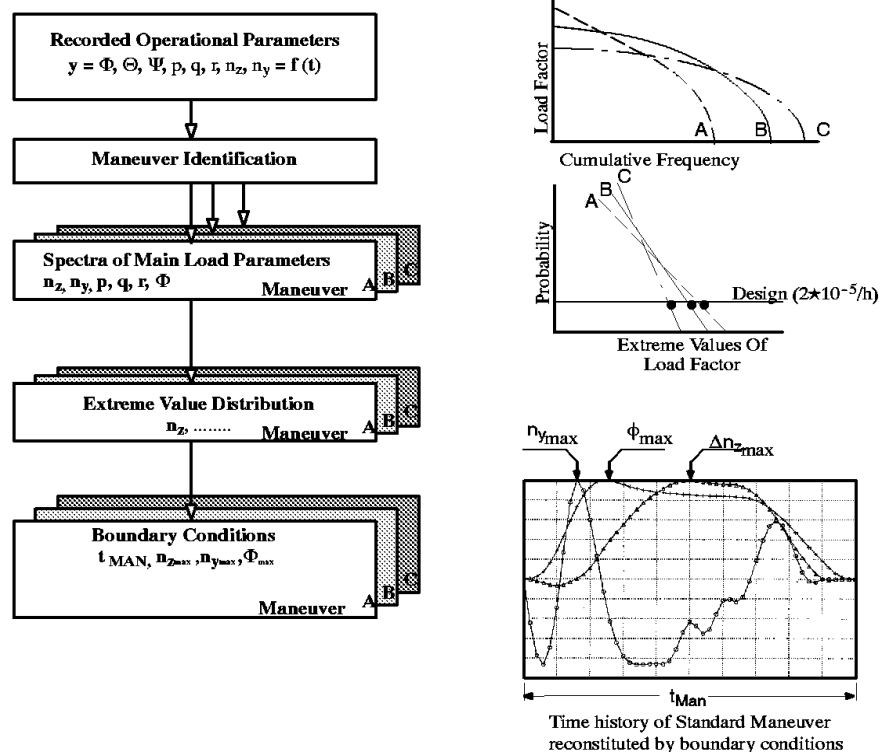 Recorded Operational Parameters
y = Φ, Θ, Ψ, p, q, r, n_z, n_y = f (t)
Maneuver Identification
Spectra of Main Load Parameters
n_z, n_y, p, q, r, Φ
Maneuver A B C
Extreme Value Distribution
n_z, ........
Maneuver A B C
Boundary Conditions
t MAN, n_zmax, n_ymax, Φ_max
Maneuver A B C
Load Factor
A B C
Cumulative Frequency
Probability
C
B
A
Design (2★10⁻⁵/h)
Extreme Values Of
Load Factor
n_ymax ϕ_max Δn_zmax
t_Man
Time history of Standard Maneuver
reconstituted by boundary conditions